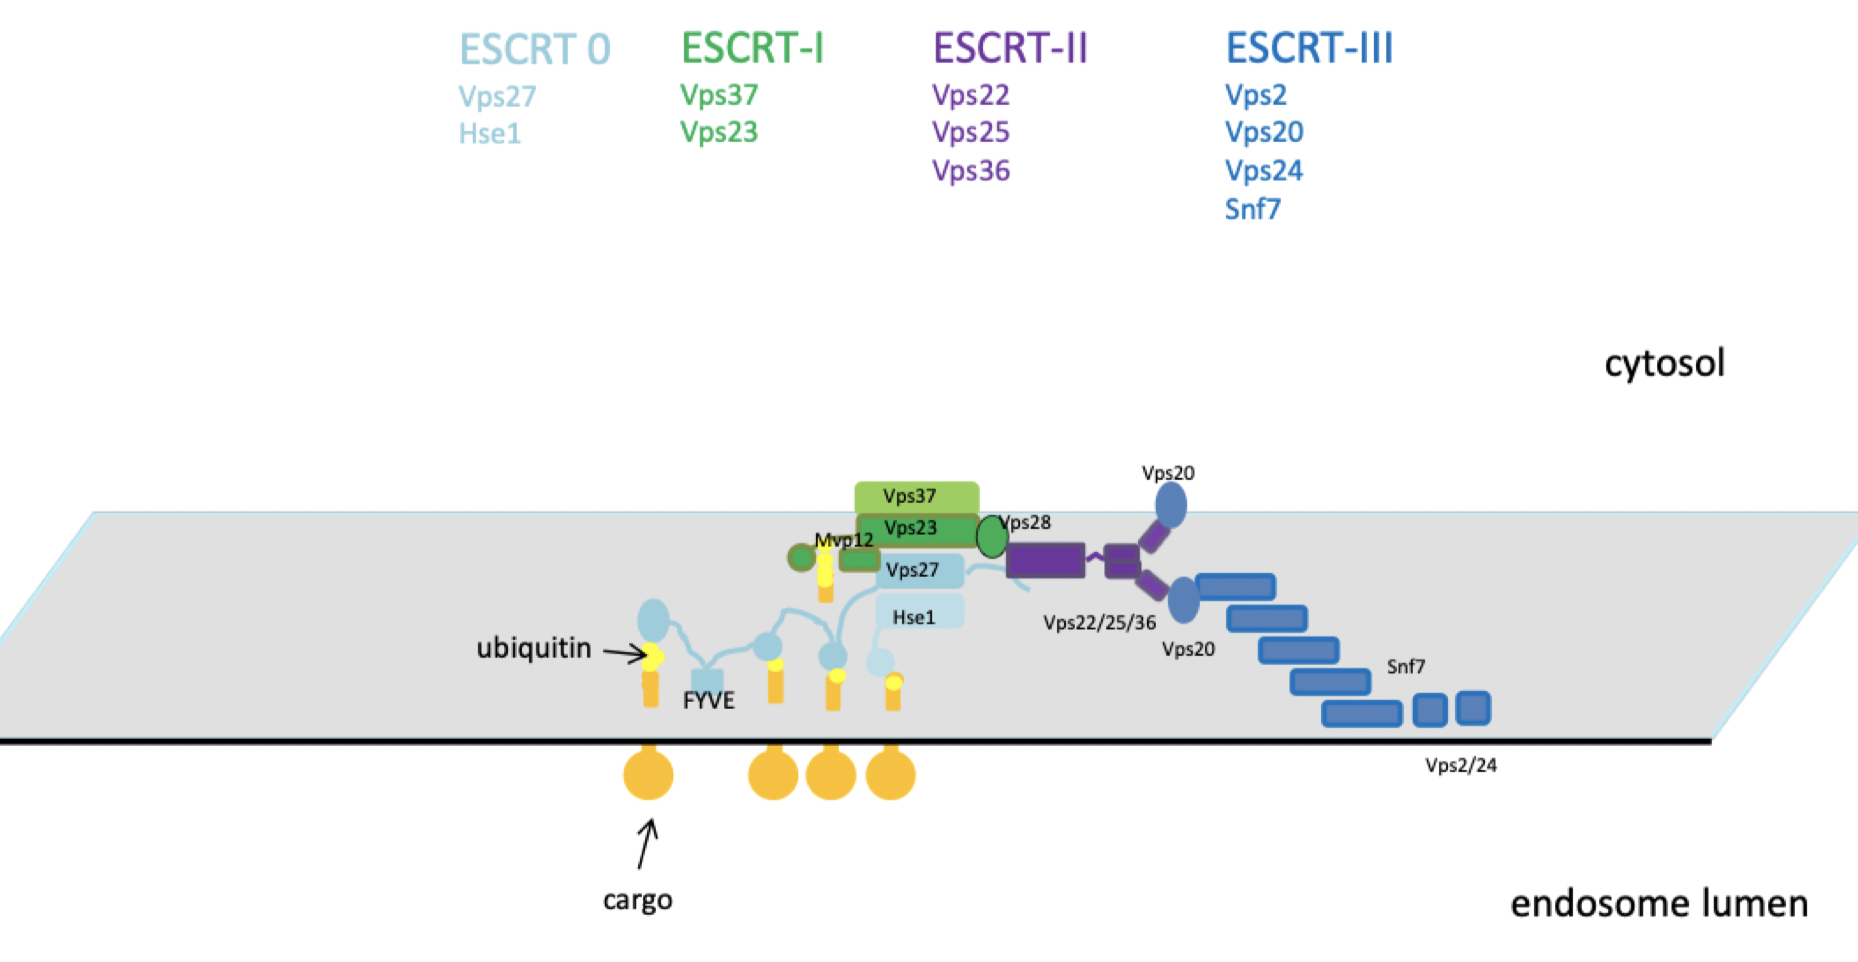 ESCRT 0
Vps27
Hse1
ESCRT-I
Vps37
Vps23
ESCRT-II
Vps22
Vps25
Vps36
ESCRT-III
Vps2
Vps20
Vps24
Snf7
cytosol
Vps20
Vps37
Vps23
Vps28
Mvp12
Vps27
Hse1
Vps22/25/36
Vps20
ubiquitin
FYVE
Snf7
Vps2/24
cargo
endosome lumen